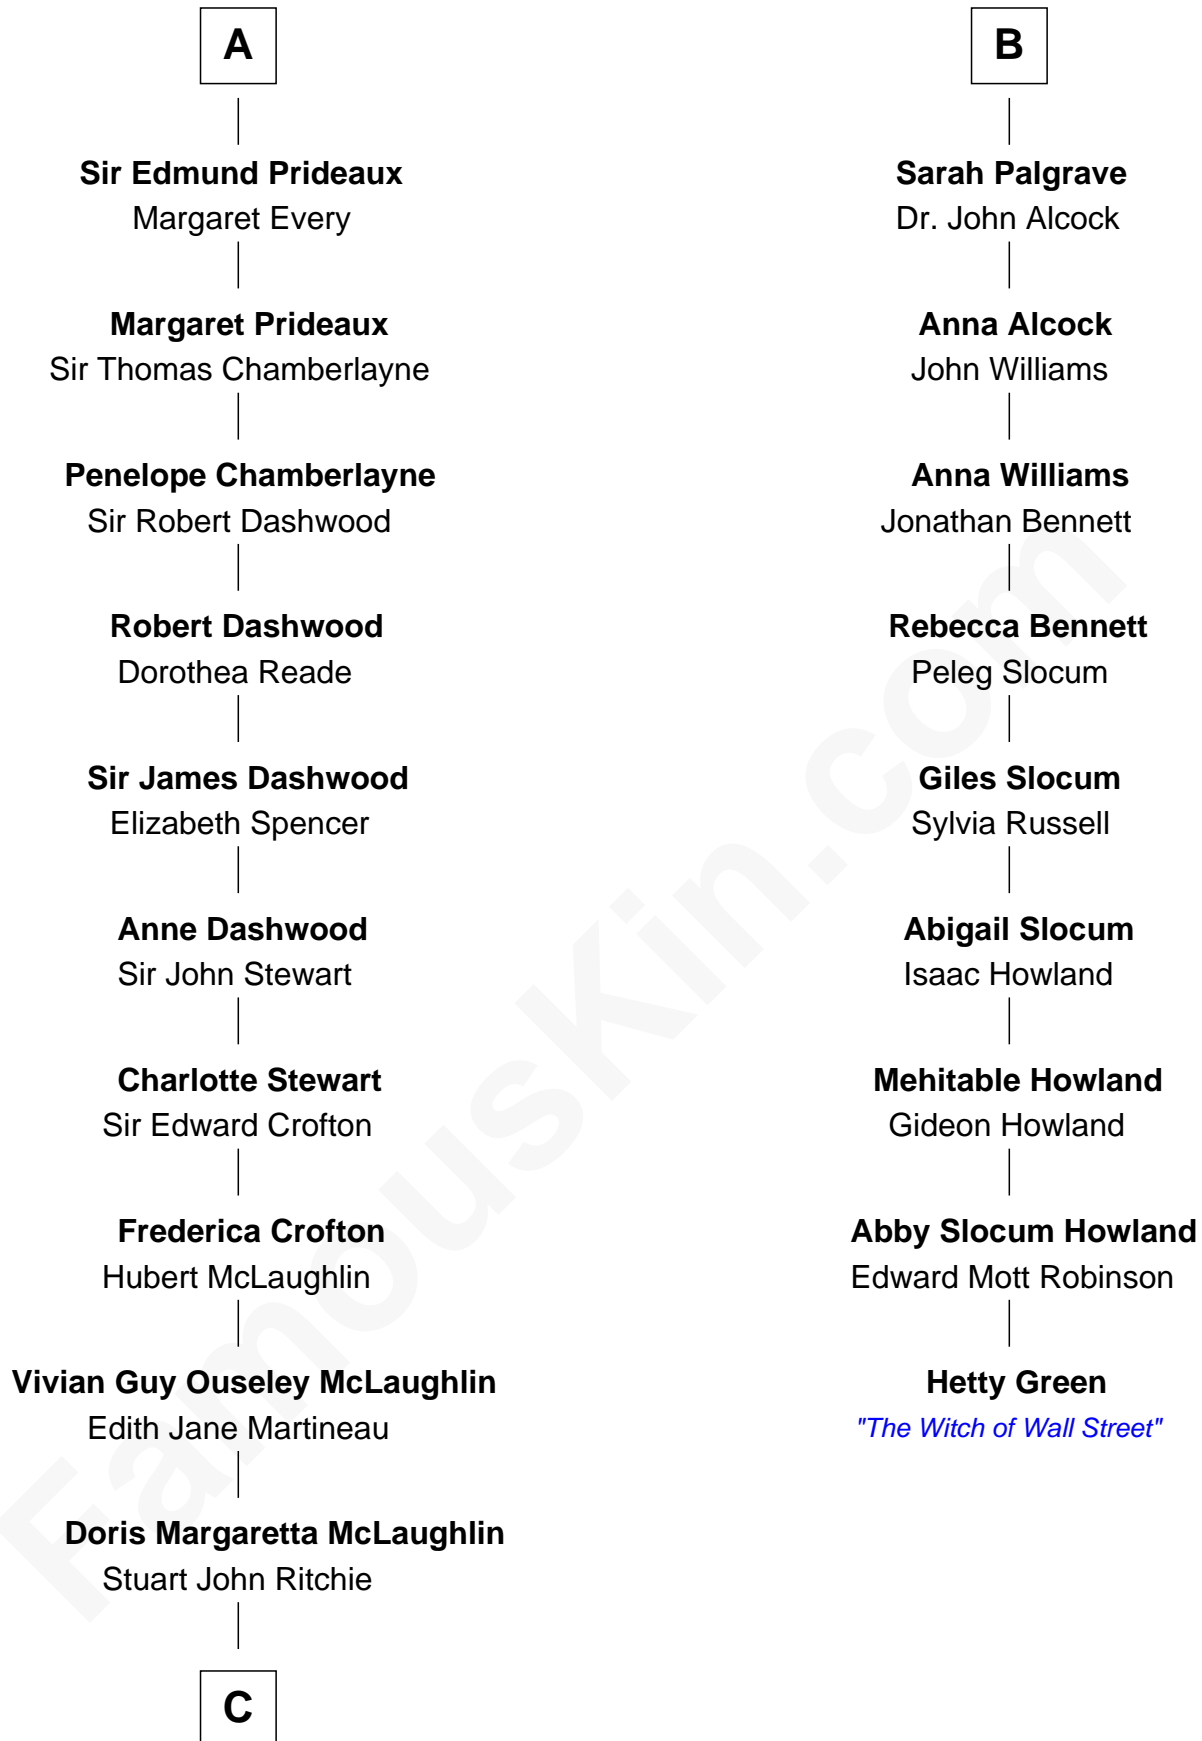 A
Sir Edmund Prideaux
Margaret Every
Margaret Prideaux
Sir Thomas Chamberlayne
Penelope Chamberlayne
Sir Robert Dashwood
Robert Dashwood
Dorothea Reade
Sir James Dashwood
Elizabeth Spencer
Anne Dashwood
Sir John Stewart
Charlotte Stewart
Sir Edward Crofton
Frederica Crofton
Hubert McLaughlin
Vivian Guy Ouseley McLaughlin
Edith Jane Martineau
Doris Margaretta McLaughlin
Stuart John Ritchie
C
B
Sarah Palgrave
Dr. John Alcock
Anna Alcock
John Williams
Anna Williams
Jonathan Bennett
Rebecca Bennett
Peleg Slocum
Giles Slocum
Sylvia Russell
Abigail Slocum
Isaac Howland
Mehitable Howland
Gideon Howland
Abby Slocum Howland
Edward Mott Robinson
Hetty Green
"The Witch of Wall Street"
FamousKin.com